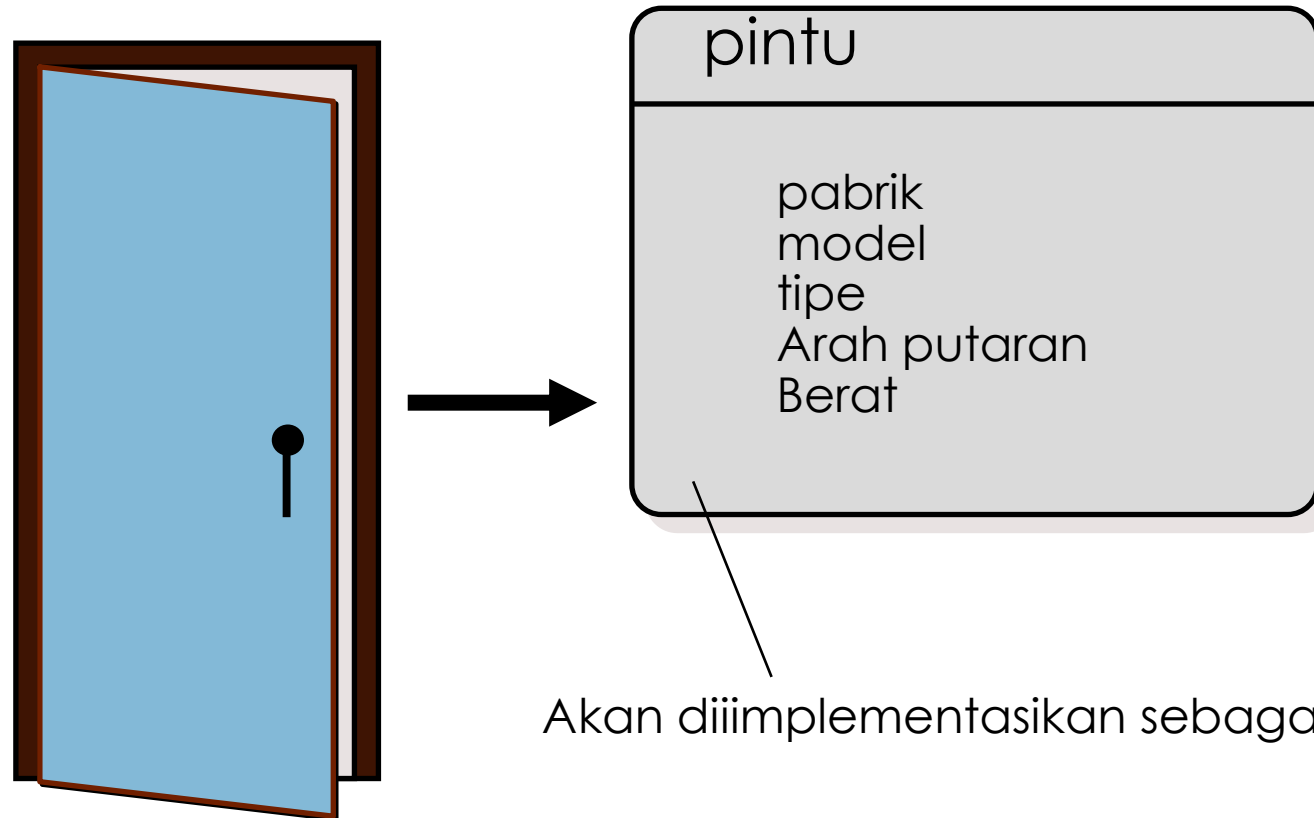 pintu
pabrik
model
tipe
Arah putaran
Berat
Akan diiimplementasikan sebaga